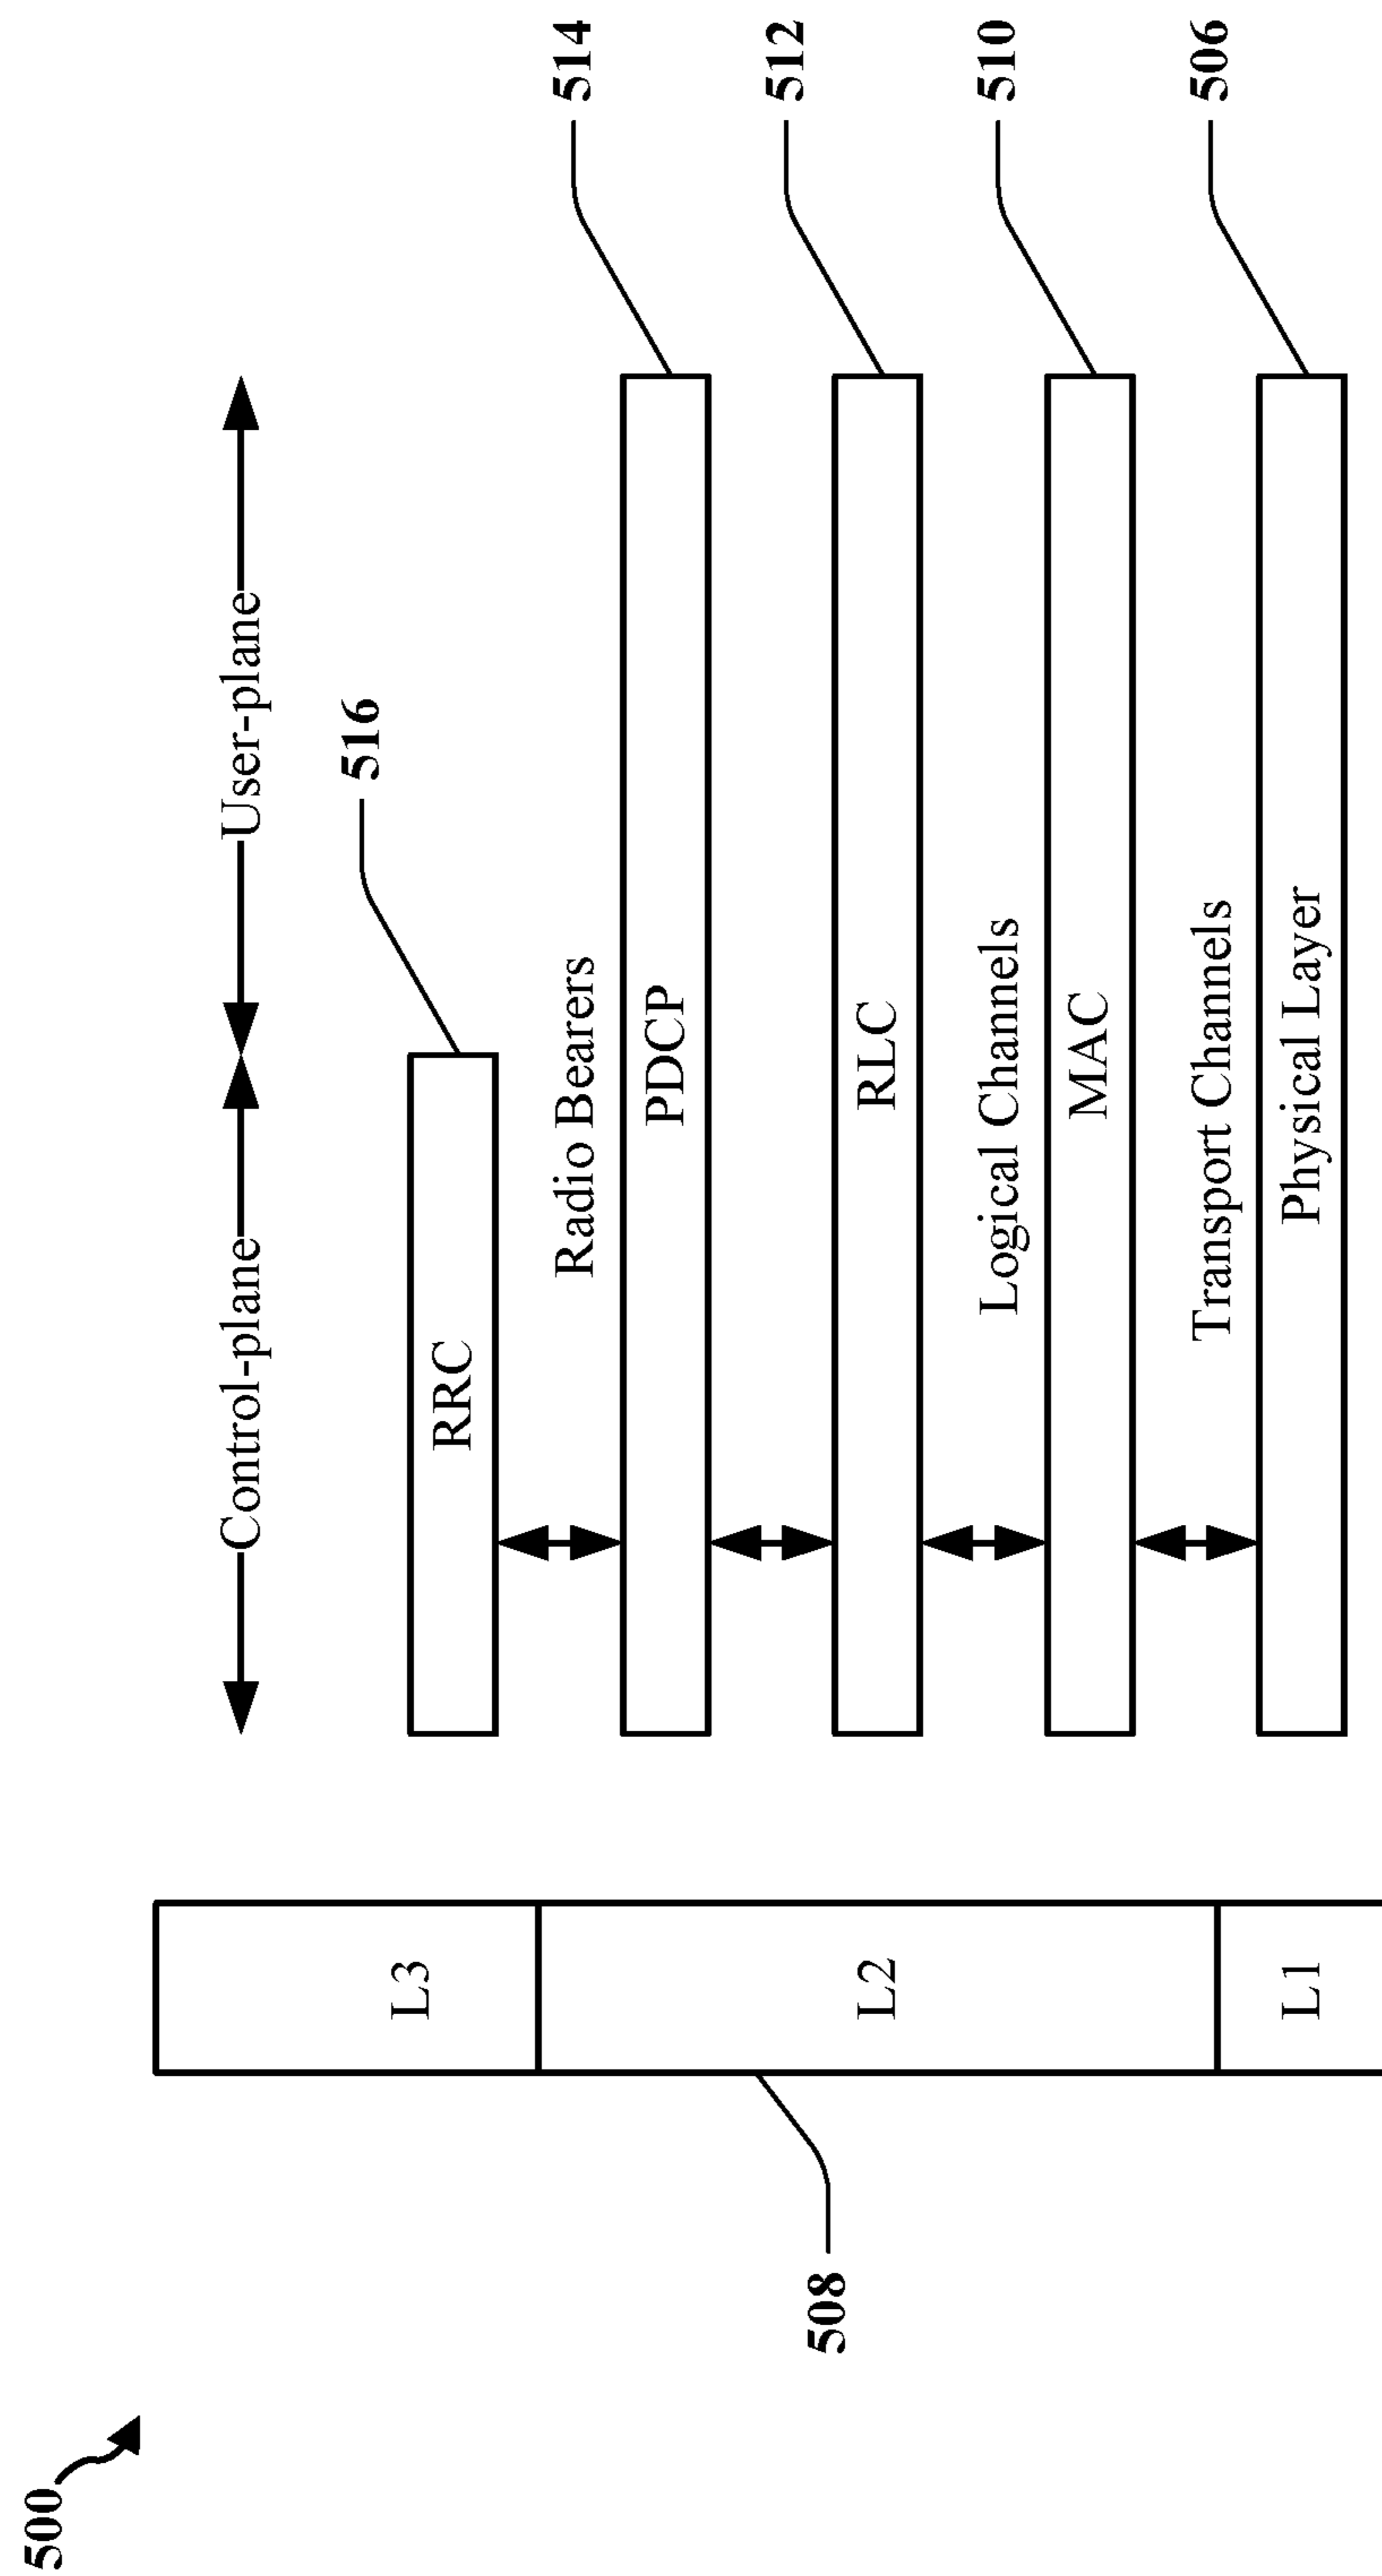 500
Control-plane
User-plane
516
L3
RRC
514
Radio Bearers
PDCP
512
508
L2
RLC
510
Logical Channels
MAC
506
Transport Channels
L1
Physical Layer